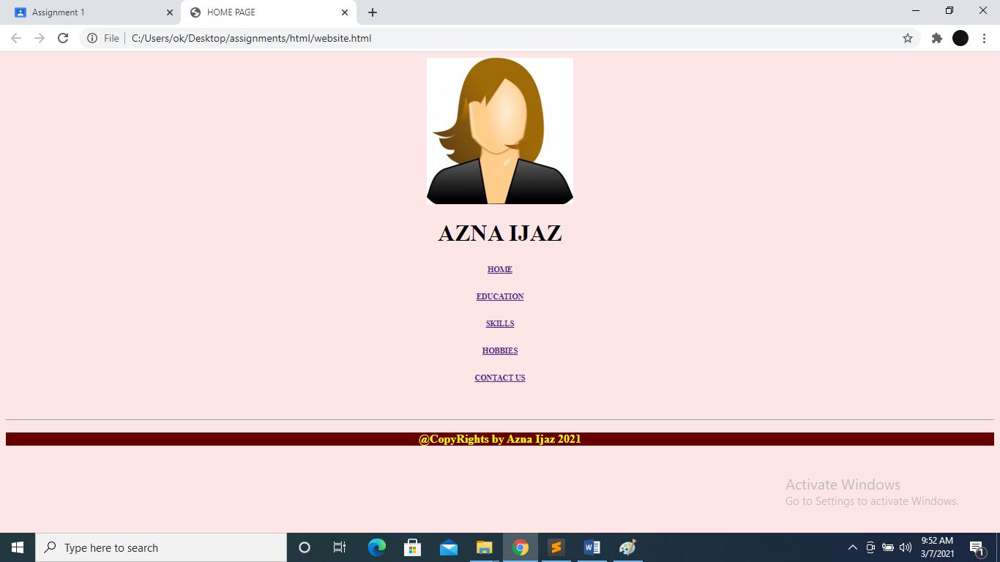 Assignment 1
HOME PAGE
File
C:/Users/ok/Desktop/assignments/html/website.html
AZNA IJAZ
HOME
EDUCATION
SKILLS
HOBBIES
CONTACT US
@CopyRights by Azna Ijaz 2021
Activate Windows
Go to Settings to activate Windows.
Type here to search
9:52 AM
3/7/2021
1